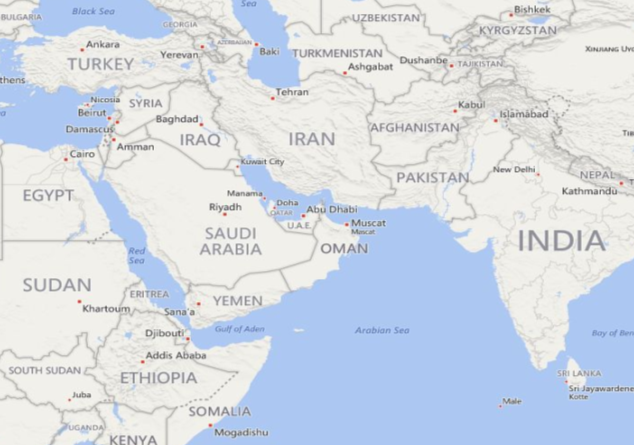 BULGARIA
Black Sea
GEORGIA
Sea
UZBEKISTAN
Bishkek
KYRGYZSTAN
Ankara
Yerevan
AZERBAIJAN
Baki
TURKMENISTAN
Dushanbe
TAJIKISTAN
XINJIANG UY
TURKEY
Ashgabat
thens
Nicosia
SYRIA
Tehran
Kabul
Beirut
Baghdad
Islamabad
Damascus
IRAN
AFGHANISTAN
Amman
IRAQ
Cairo
Kuwait City
PAKISTAN
New Delhi
NEPAL
Kathmandu
EGYPT
Manama
Doha
Riyadh
QATAR
Abu Dhabi
U.A.E.
Muscat
Mascat
SAUDI
ARABIA
OMAN
INDIA
Red
Sea
SUDAN
ERITREA
YEMEN
Khartoum
Sana'a
Djibouti
Gulf of Aden
Arabian Sea
Bay of Ben
Addis Ababa
SOUTH SUDAN
ETHIOPIA
SRI LANKA
Sri Jayawardene
Kotte
Juba
Male
SOMALIA
UGANDA
Mogadishu
KENYA